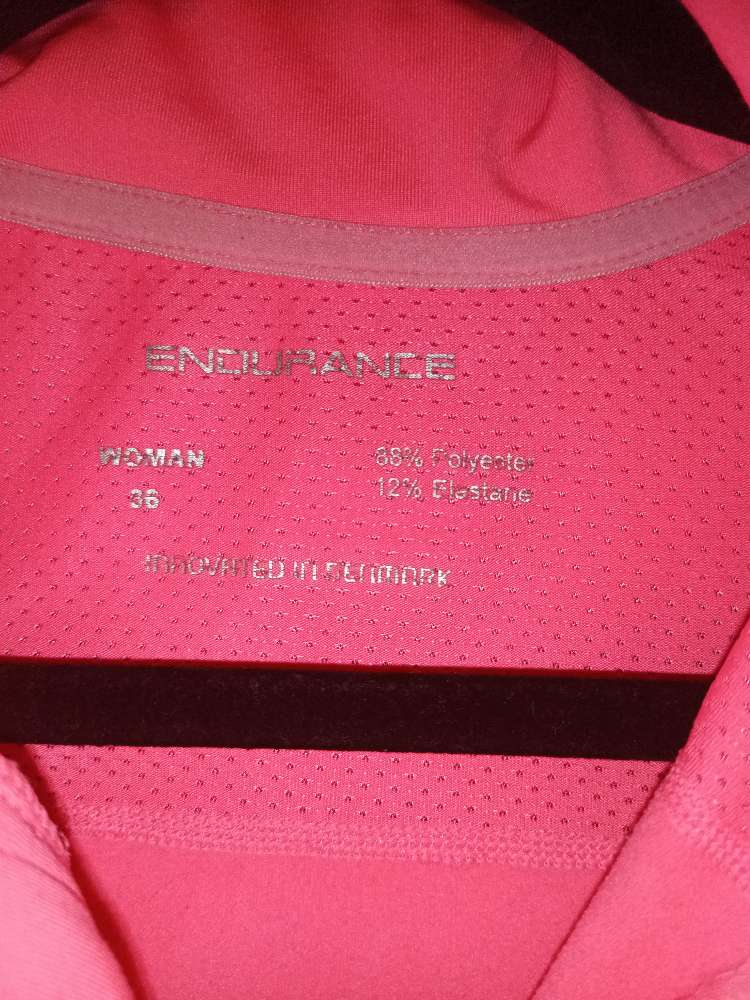 ENDURANCE
WOMAN
36
88% Polyester
12% Elastane
INNOVATED IN DENMARK